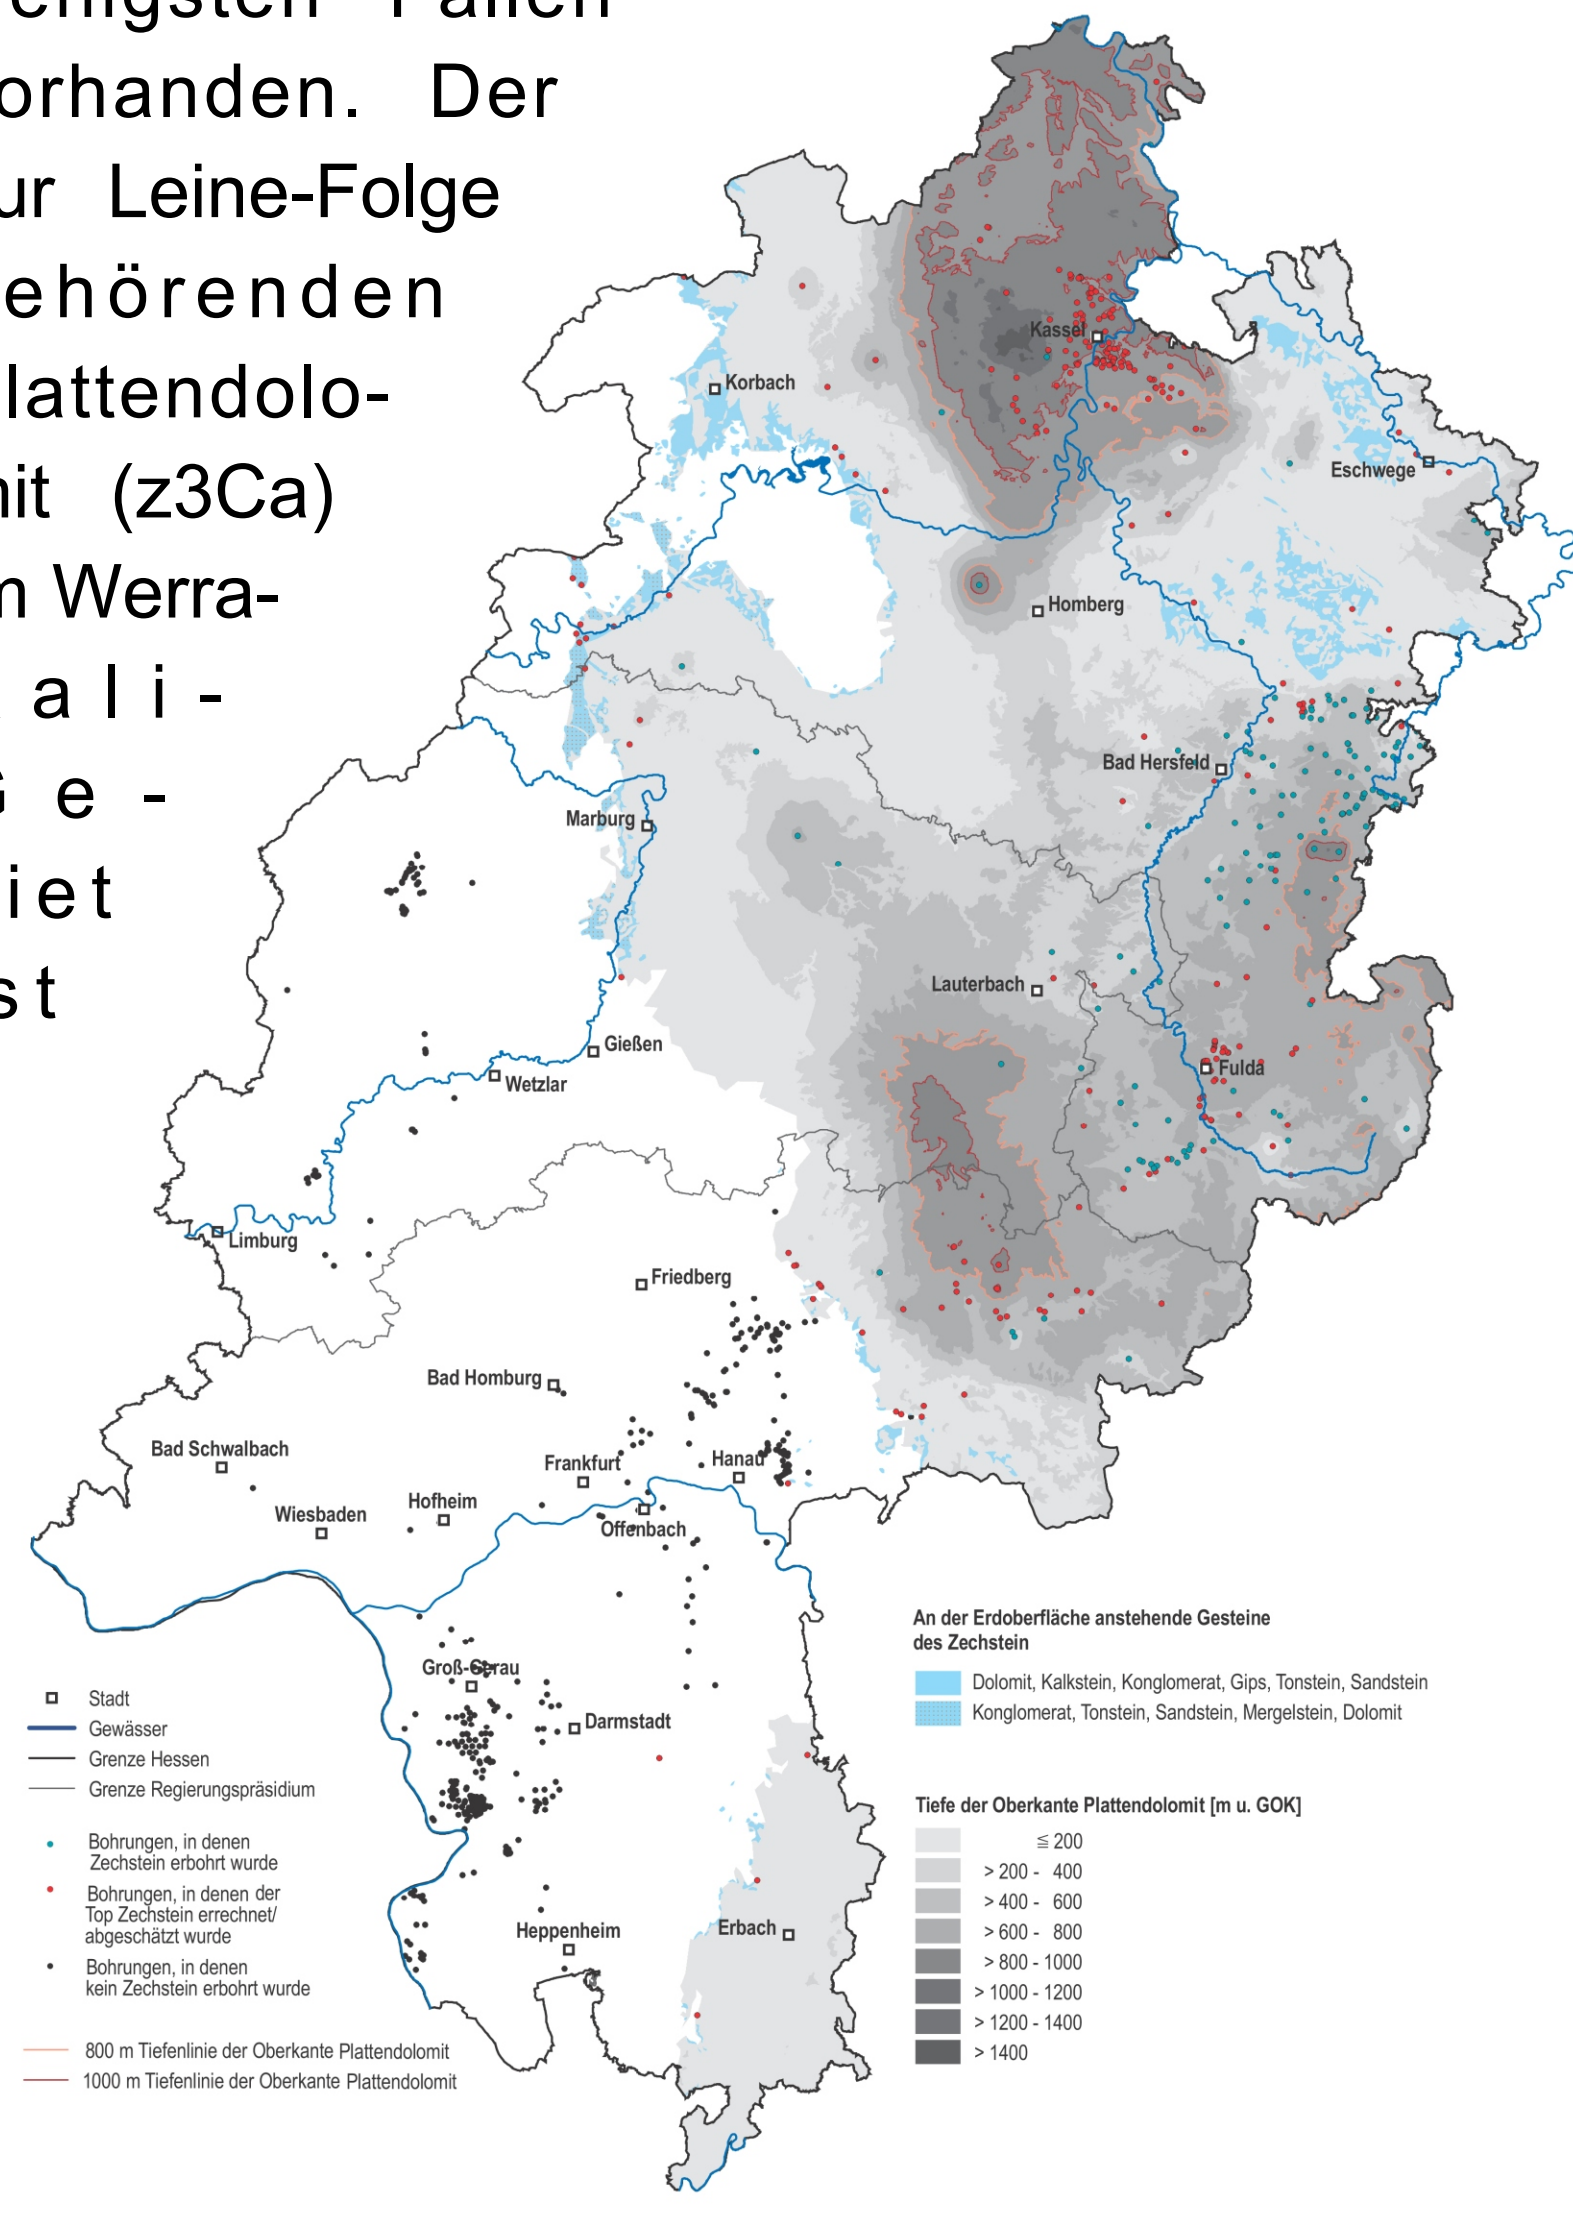 enigsten Fällen
orhanden. Der
ur Leine-Folge
ehörenden
lattendolo-
nit (z3Ca)
n Werra-
ali-
e-
iet
st
Kassel
Korbach
Eschwege
Homberg
Bad Hersfeld
Marburg
Lauterbach
Gießen
Wetzlar
Fulda
Limburg
Friedberg
Bad Homburg
Bad Schwalbach
Frankfurt
Hanau
Wiesbaden
Hofheim
Offenbach
Groß-Gerau
Darmstadt
Heppenheim
Erbach
Stadt
Gewässer
Grenze Hessen
Grenze Regierungspräsidium
Bohrungen, in denen
Zechstein erbohrt wurde
Bohrungen, in denen der
Top Zechstein errechnet/
abgeschätzt wurde
Bohrungen, in denen
kein Zechstein erbohrt wurde
800 m Tiefenlinie der Oberkante Plattendolomit
1000 m Tiefenlinie der Oberkante Plattendolomit
An der Erdoberfläche anstehende Gesteine
des Zechstein
Dolomit, Kalkstein, Konglomerat, Gips, Tonstein, Sandstein
Konglomerat, Tonstein, Sandstein, Mergelstein, Dolomit
Tiefe der Oberkante Plattendolomit [m u. GOK]
≦ 200
> 200 - 400
> 400 - 600
> 600 - 800
> 800 - 1000
> 1000 - 1200
> 1200 - 1400
> 1400